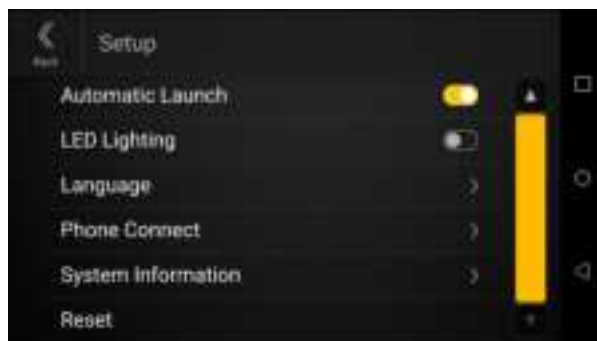 Back
Setup
Automatic Launch
LED Lighting
Language
Phone Connect
System Information
Reset